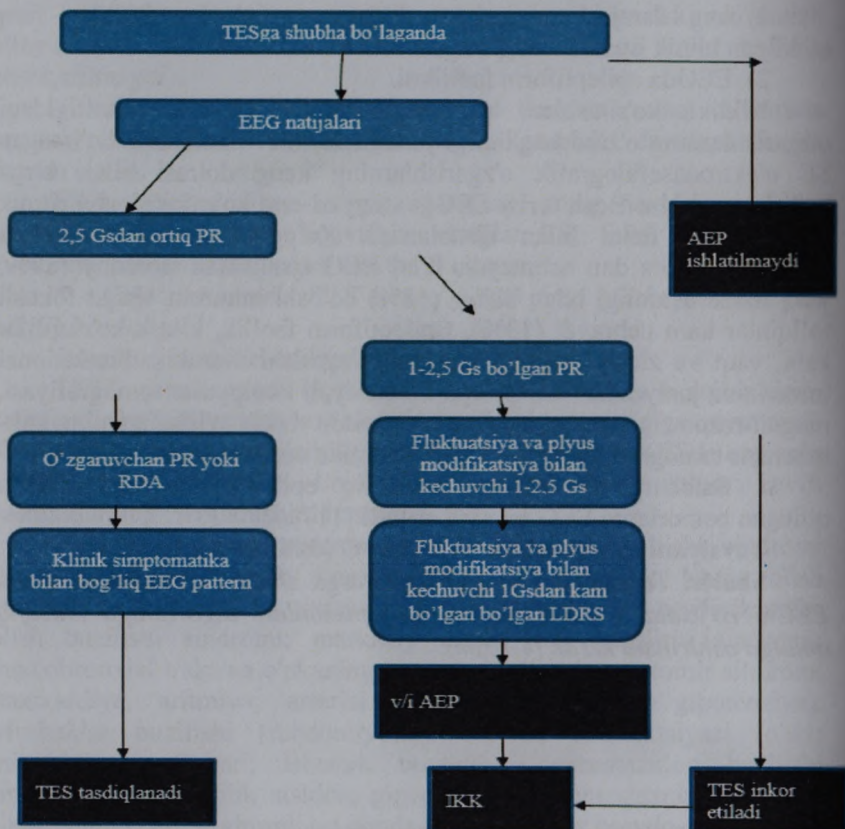 TESga shubha bo'laganda
EEG natijalari
2,5 Gsdan ortiq PR
AEP
ishlatilmaydi
1-2,5 Gs bo'lgan PR
O'zgaruvchan PR yoki
RDA
Fluktuatsiya va plyus
modifikatsiya bilan
kechuvchi 1-2,5 Gs
Klinik simptomatika
bilan bog'liq EEG pattern
Fluktuatsiya va plyus
modifikatsiya bilan
kechuvchi 1Gsdan kam
bo'lgan bo'lgan LDRS
v/i AEP
TES tasdiqlanadi
IKK
TES inkor
etiladi